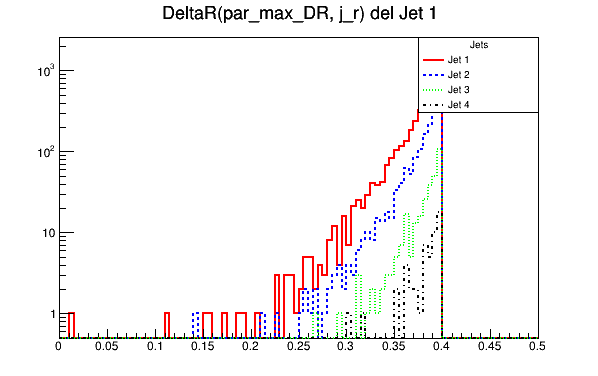 DeltaR(par_max_DR, j_r) del Jet 1
Jets
Jet 1
Jet 2
Jet 3
Jet 4
10³
10²
10
1
0 0.05 0.1 0.15 0.2 0.25 0.3 0.35 0.4 0.45 0.5